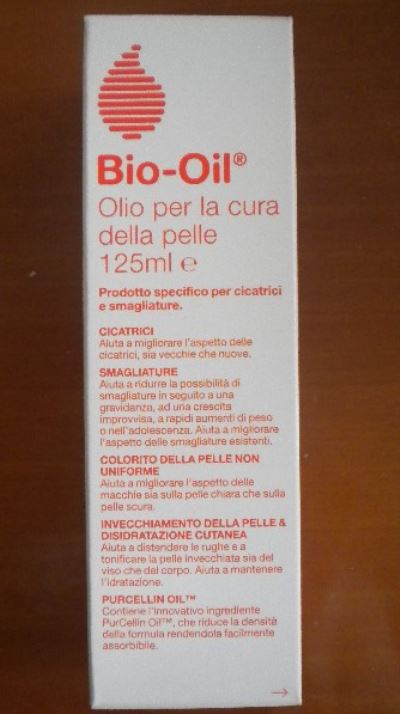 Bio-Oil®
Olio per la cura
della pelle
125ml ℮
Prodotto specifico per cicatrici
e smagliature.
CICATRICI
Aiuta a migliorare l'aspetto delle
cicatrici, sia vecchie che nuove.
SMAGLIATURE
Aiuta a ridurre la possibilità di
smagliature in seguito a una
gravidanza, ad una crescita
improvvisa, a rapidi aumenti di peso
o nell'adolescenza. Aiuta a migliorare
l'aspetto delle smagliature esistenti.
COLORITO DELLA PELLE NON
UNIFORME
Aiuta a migliorare l'aspetto delle
macchie sia sulla pelle chiara che sulla
pelle scura.
INVECCHIAMENTO DELLA PELLE &
DISIDRATAZIONE CUTANEA
Aiuta a distendere le rughe e a
tonificare la pelle invecchiata sia del
viso che del corpo. Aiuta a mantenere
l'idratazione.
PURCELLIN OIL™
Contiene l'innovativo ingrediente
PurCellin Oil™, che riduce la densità
della formula rendendola facilmente
assorbibile.